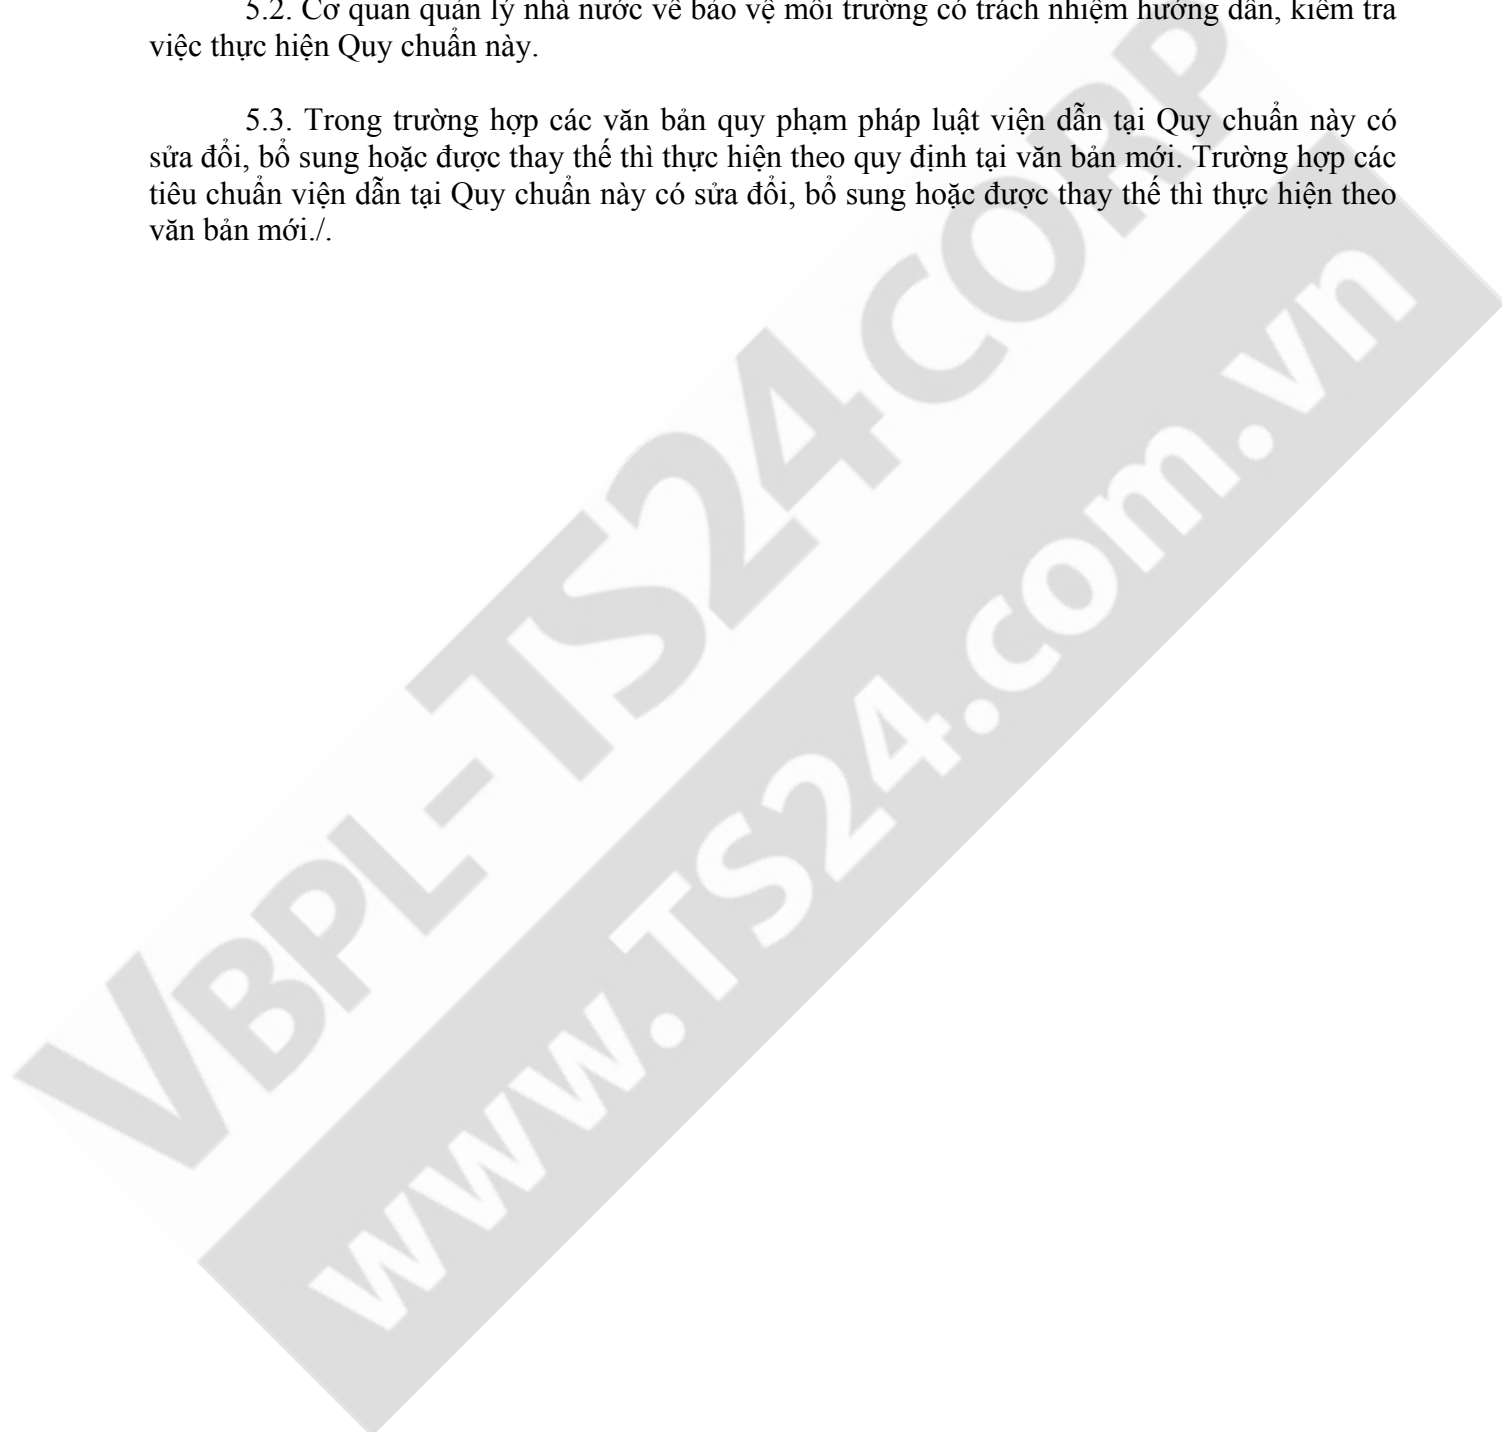 5.2. Cơ quan quản lý nhà nước về bảo vệ môi trường có trách nhiệm hướng dẫn, kiểm tra
việc thực hiện Quy chuẩn này.
5.3. Trong trường hợp các văn bản quy phạm pháp luật viện dẫn tại Quy chuẩn này có
sửa đổi, bổ sung hoặc được thay thế thì thực hiện theo quy định tại văn bản mới. Trường hợp các
tiêu chuẩn viện dẫn tại Quy chuẩn này có sửa đổi, bổ sung hoặc được thay thế thì thực hiện theo
văn bản mới./.
VBPL-TS24CORP
www.TS24.com.vn